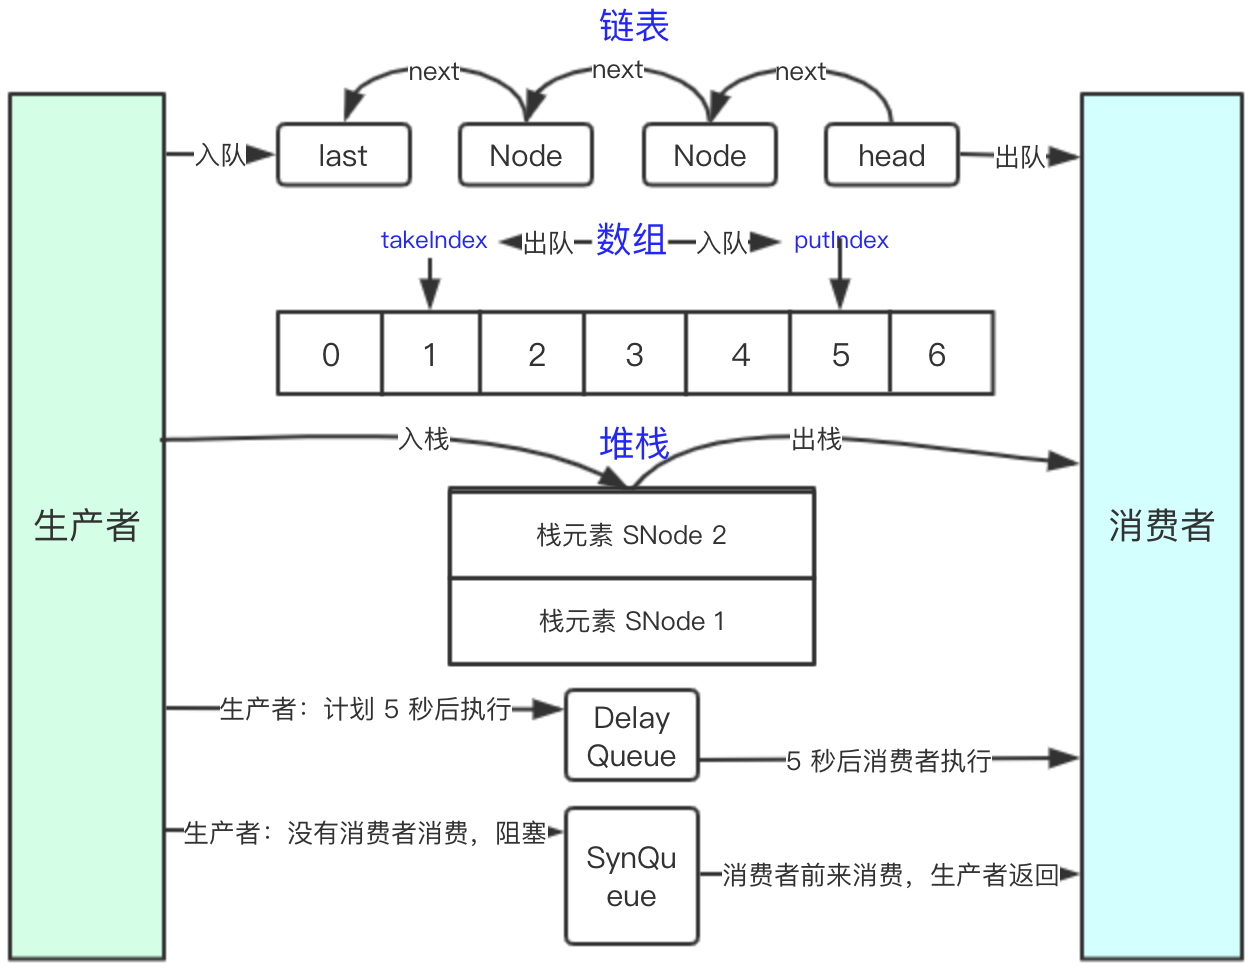 链表
next next next
入队 last Node Node head 出队
takeIndex 出队 数组 入队 putIndex
0 1 2 3 4 5 6
入栈 堆栈 出栈
生产者
消费者
栈元素 SNode 2
栈元素 SNode 1
生产者：计划 5 秒后执行
Delay
Queue
5 秒后消费者执行
生产者：没有消费者消费，阻塞
SynQu
eue
消费者前来消费，生产者返回